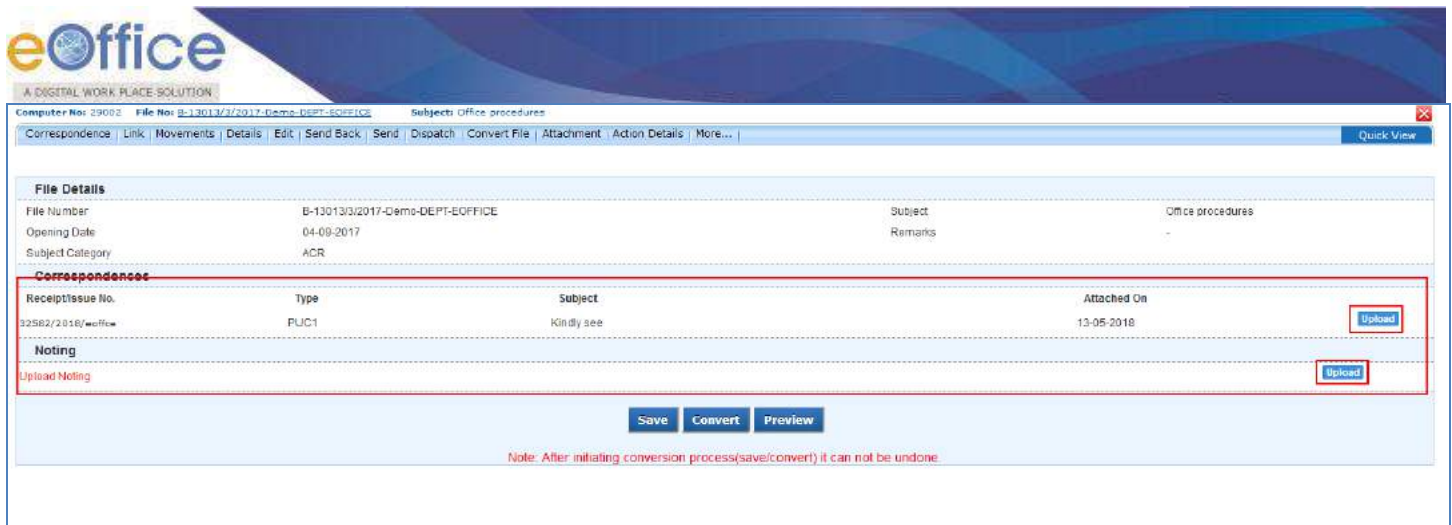 eOffice
A DIGITAL WORK PLACE SOLUTION
Computer No: 29002 File No: B-13013/3/2017-Demo-DEPT-EOFFICE Subject: Office procedures
Correspondence | Link | Movements | Details | Edit | Send Back | Send | Dispatch | Convert File | Attachment | Action Details | More... | Quick View
File Details
File Number B-13013/3/2017-Demo-DEPT-EOFFICE Subject Office procedures
Opening Date 04-09-2017 Remarks -
Subject Category ACR
Correspondences
Receipt/Issue No. Type Subject Attached On
32582/2018/eoffice PUC1 Kindly see 13-05-2018 Upload
Noting
Upload Noting Upload
Save Convert Preview
Note: After initiating conversion process(save/convert) it can not be undone.